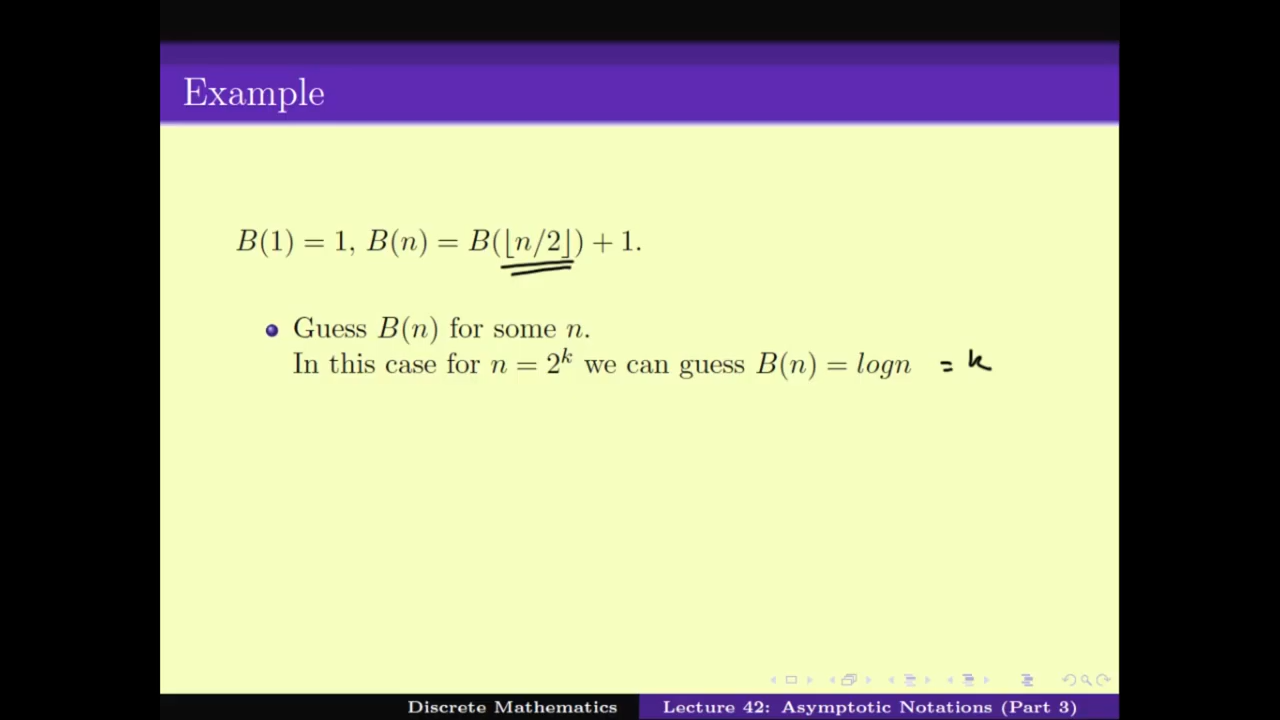 Example
B(1) = 1, B(n) = B(⌊n/2⌋) + 1.
Guess B(n) for some n.
In this case for n = 2^k we can guess B(n) = logn = k
Discrete Mathematics
Lecture 42: Asymptotic Notations (Part 3)